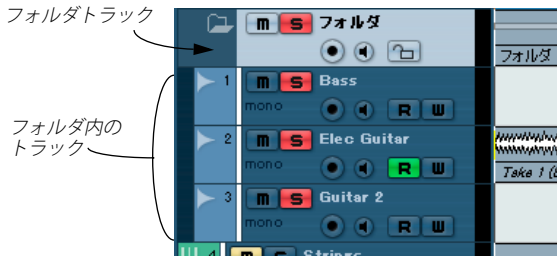 フォルダトラック
m S フォルダ
フォルダ
1 m S Bass
mono R W
フォルダ内の
トラック
2 m S Elec Guitar
mono R W
Take 1 (
3 m S Guitar 2
mono R W
4 m S Strings